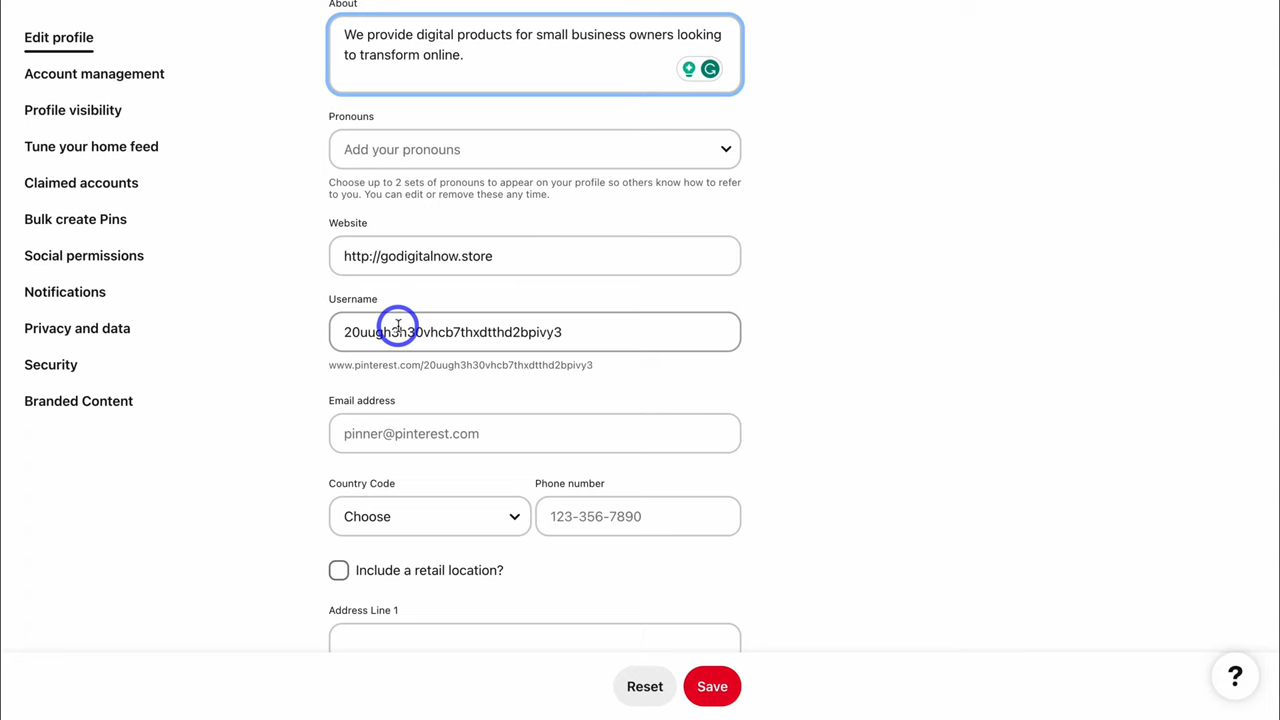 About
Edit profile
Account management
Profile visibility
Tune your home feed
Claimed accounts
Bulk create Pins
Social permissions
Notifications
Privacy and data
Security
Branded Content
We provide digital products for small business owners looking
to transform online.
Pronouns
Add your pronouns
Choose up to 2 sets of pronouns to appear on your profile so others know how to refer
to you. You can edit or remove these any time.
Website
http://godigitalnow.store
Username
20uugh3h30vhcb7thxdtthd2bpivy3
www.pinterest.com/20uugh3h30vhcb7thxdtthd2bpivy3
Email address
pinner@pinterest.com
Country Code
Phone number
Choose
123-356-7890
Include a retail location?
Address Line 1
Reset
Save
?